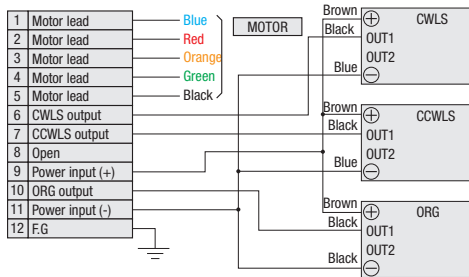 1 Motor lead
2 Motor lead
3 Motor lead
4 Motor lead
5 Motor lead
6 CWLS output
7 CCWLS output
8 Open
9 Power input (+)
10 ORG output
11 Power input (-)
12 F.G
Blue
Red
Orange
Green
Black
MOTOR
Brown
Black
Blue
+ CWLS
OUT1
OUT2
−
Brown
Black
Blue
+ CCWLS
OUT1
OUT2
−
Brown
Black
Black
+ ORG
OUT1
OUT2
−